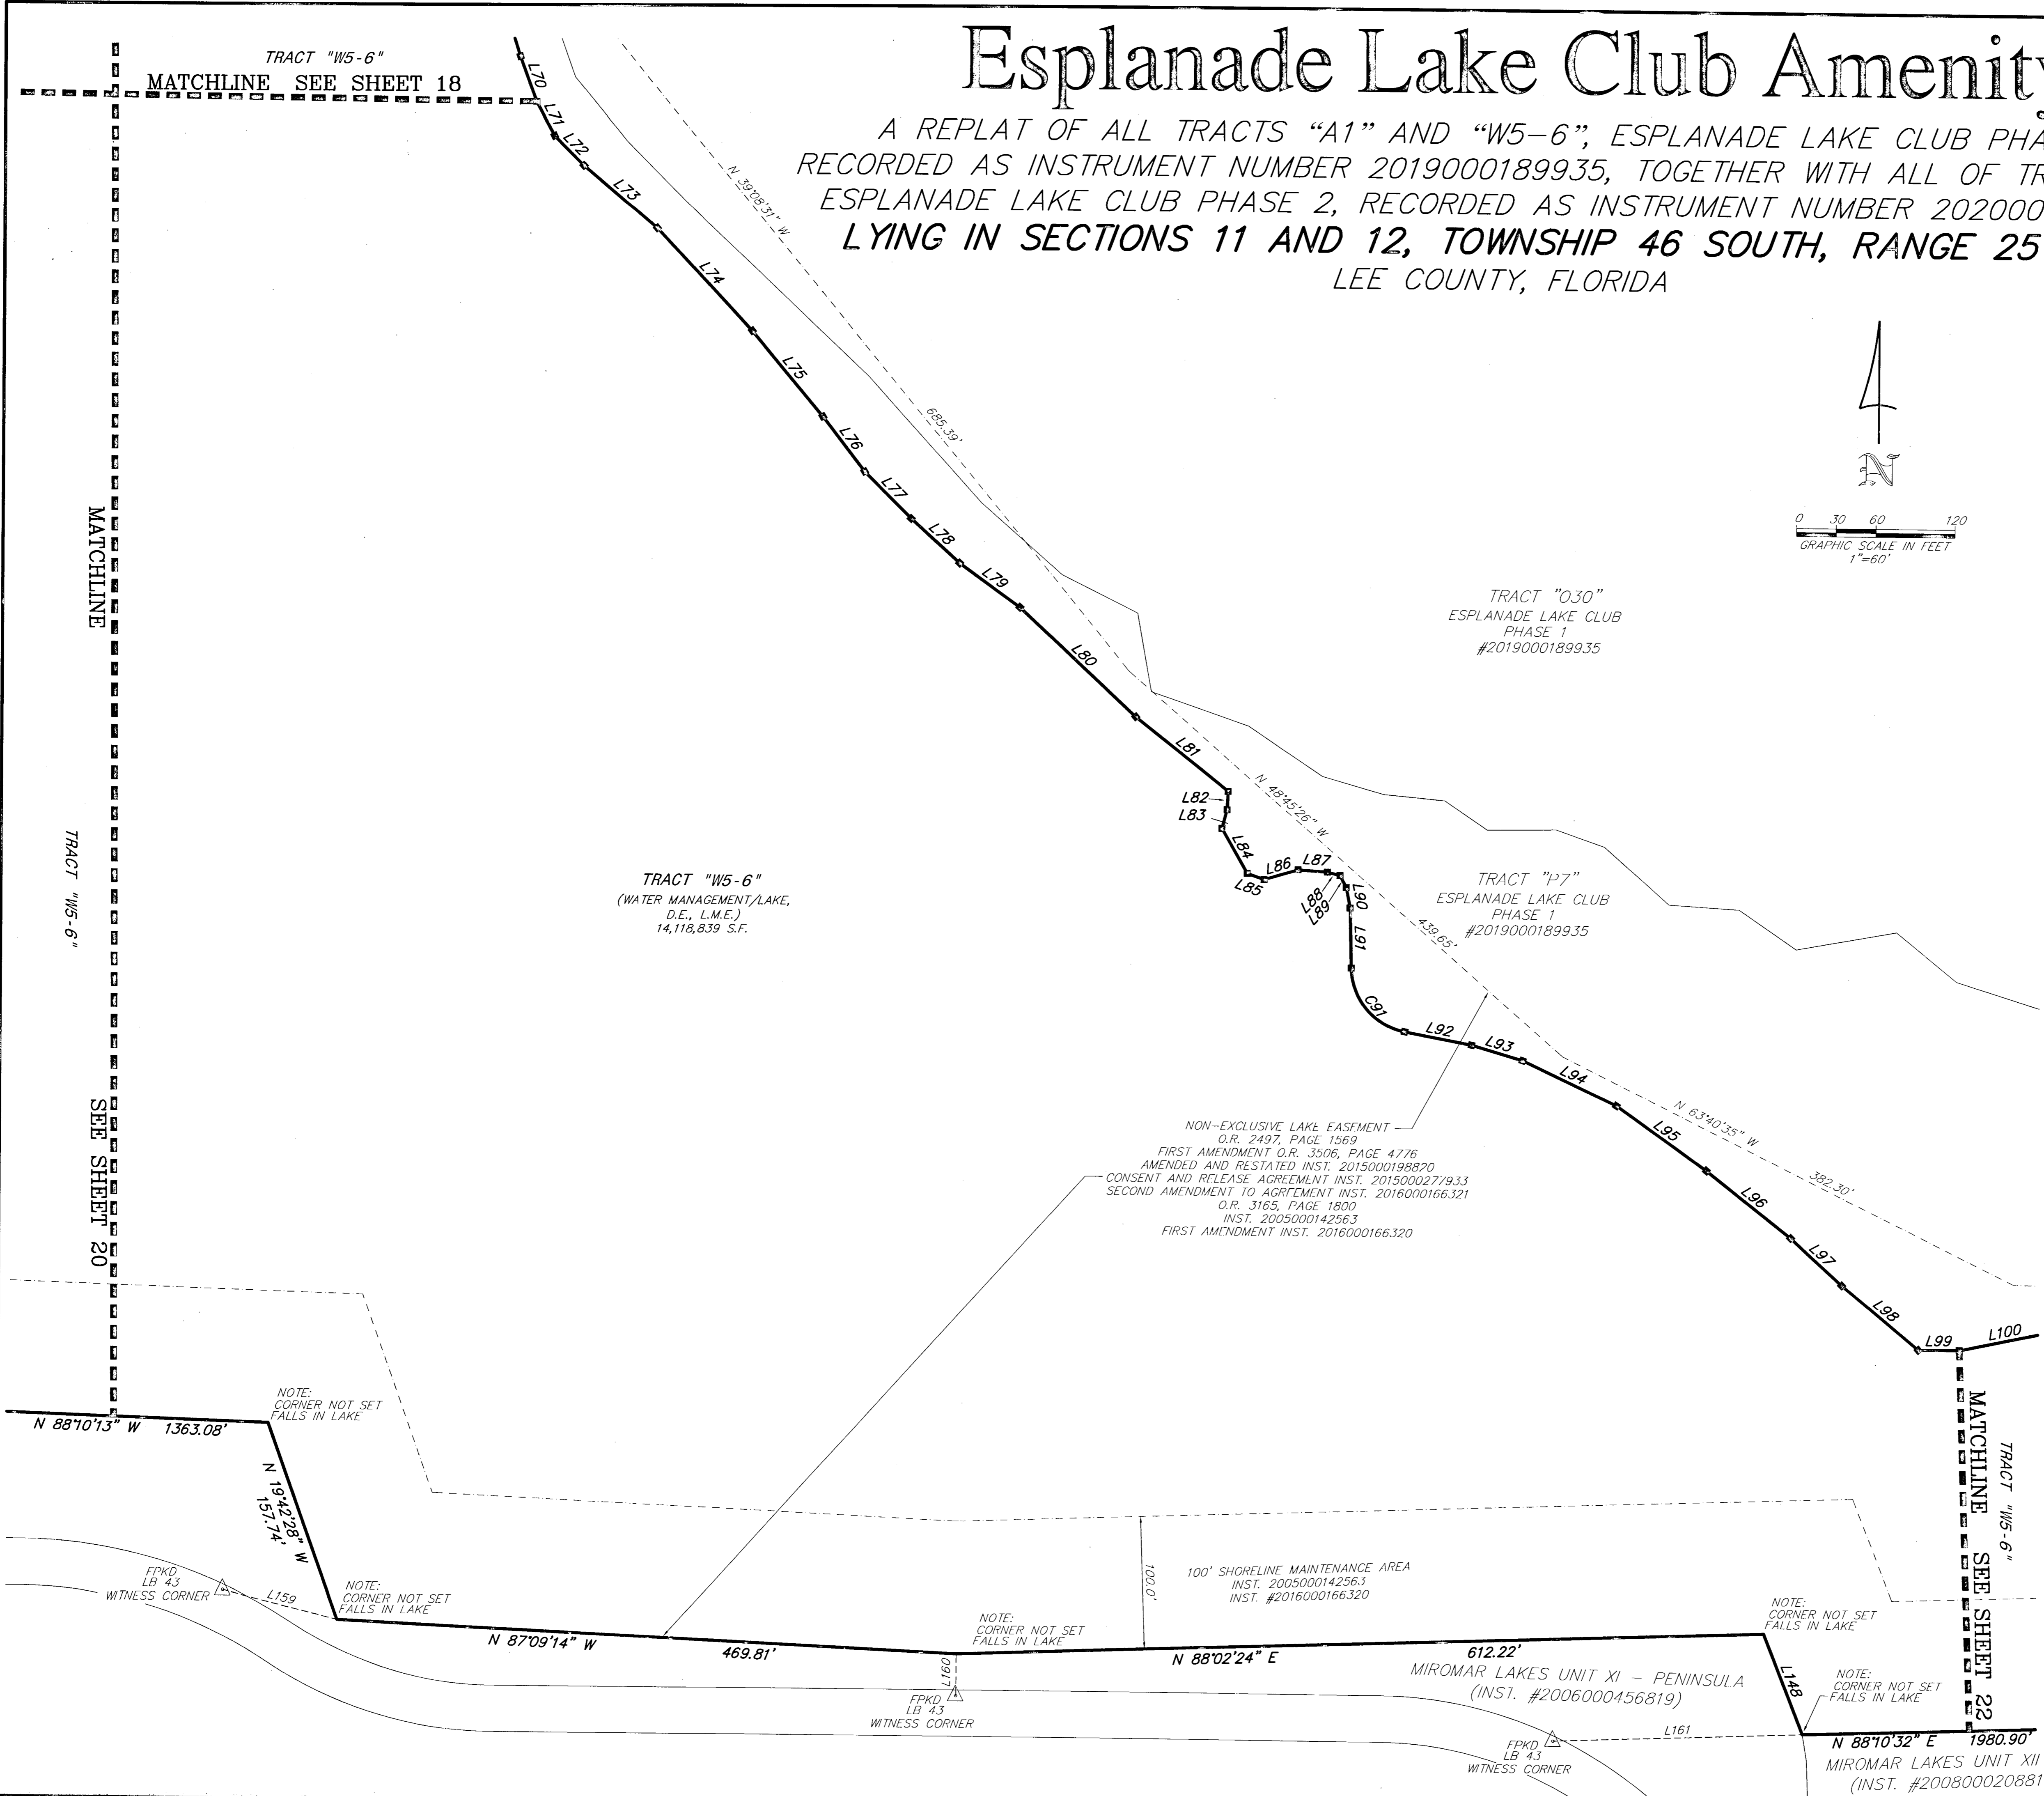 Esplanade Lake Club Amenity
A REPLAT OF ALL TRACTS “A1” AND “W5-6”, ESPLANADE LAKE CLUB PHA
RECORDED AS INSTRUMENT NUMBER 2019000189935, TOGETHER WITH ALL OF TR
ESPLANADE LAKE CLUB PHASE 2, RECORDED AS INSTRUMENT NUMBER 202000
LYING IN SECTIONS 11 AND 12, TOWNSHIP 46 SOUTH, RANGE 25
LEE COUNTY, FLORIDA
TRACT "W5-6"
MATCHLINE SEE SHEET 18
L70
L71
L72
L73
L74
L75
L76
L77
L78
L79
L80
L81
L82
L83
L84
L85
L86
L87
L88
L89
L90
L91
C91
L92
L93
L94
L95
L96
L97
L98
L99
L100
N 39°08'31" W
685.39'
N 48°45'26" W
439.65'
N 63°40'35" W
382.30'
N
0 30 60 120
GRAPHIC SCALE IN FEET
1"=60'
TRACT "O30"
ESPLANADE LAKE CLUB
PHASE 1
#2019000189935
TRACT "P7"
ESPLANADE LAKE CLUB
PHASE 1
#2019000189935
MATCHLINE SEE SHEET 20
TRACT "W5-6"
TRACT "W5-6"
(WATER MANAGEMENT/LAKE,
D.E., L.M.E.)
14,118,839 S.F.
NON-EXCLUSIVE LAKE EASEMENT
O.R. 2497, PAGE 1569
FIRST AMENDMENT O.R. 3506, PAGE 4776
AMENDED AND RESTATED INST. 2015000198820
CONSENT AND RELEASE AGREEMENT INST. 2015000277933
SECOND AMENDMENT TO AGREEMENT INST. 2016000166321
O.R. 3165, PAGE 1800
INST. 2005000142563
FIRST AMENDMENT INST. 2016000166320
MATCHLINE SEE SHEET 22
TRACT "W5-6"
NOTE:
CORNER NOT SET
FALLS IN LAKE
N 88°10'13" W 1363.08'
N 19°42'28" W
157.74'
FPKD
LB 43
WITNESS CORNER
L159
NOTE:
CORNER NOT SET
FALLS IN LAKE
N 87°09'14" W 469.81'
NOTE:
CORNER NOT SET
FALLS IN LAKE
L160
FPKD
LB 43
WITNESS CORNER
100.0'
100' SHORELINE MAINTENANCE AREA
INST. 2005000142563
INST. #2016000166320
N 88°02'24" E 612.22'
MIROMAR LAKES UNIT XI - PENINSULA
(INST. #2006000456819)
NOTE:
CORNER NOT SET
FALLS IN LAKE
L148
NOTE:
CORNER NOT SET
FALLS IN LAKE
L161
FPKD
LB 43
WITNESS CORNER
N 88°10'32" E 1980.90'
MIROMAR LAKES UNIT XII
(INST. #200800020881